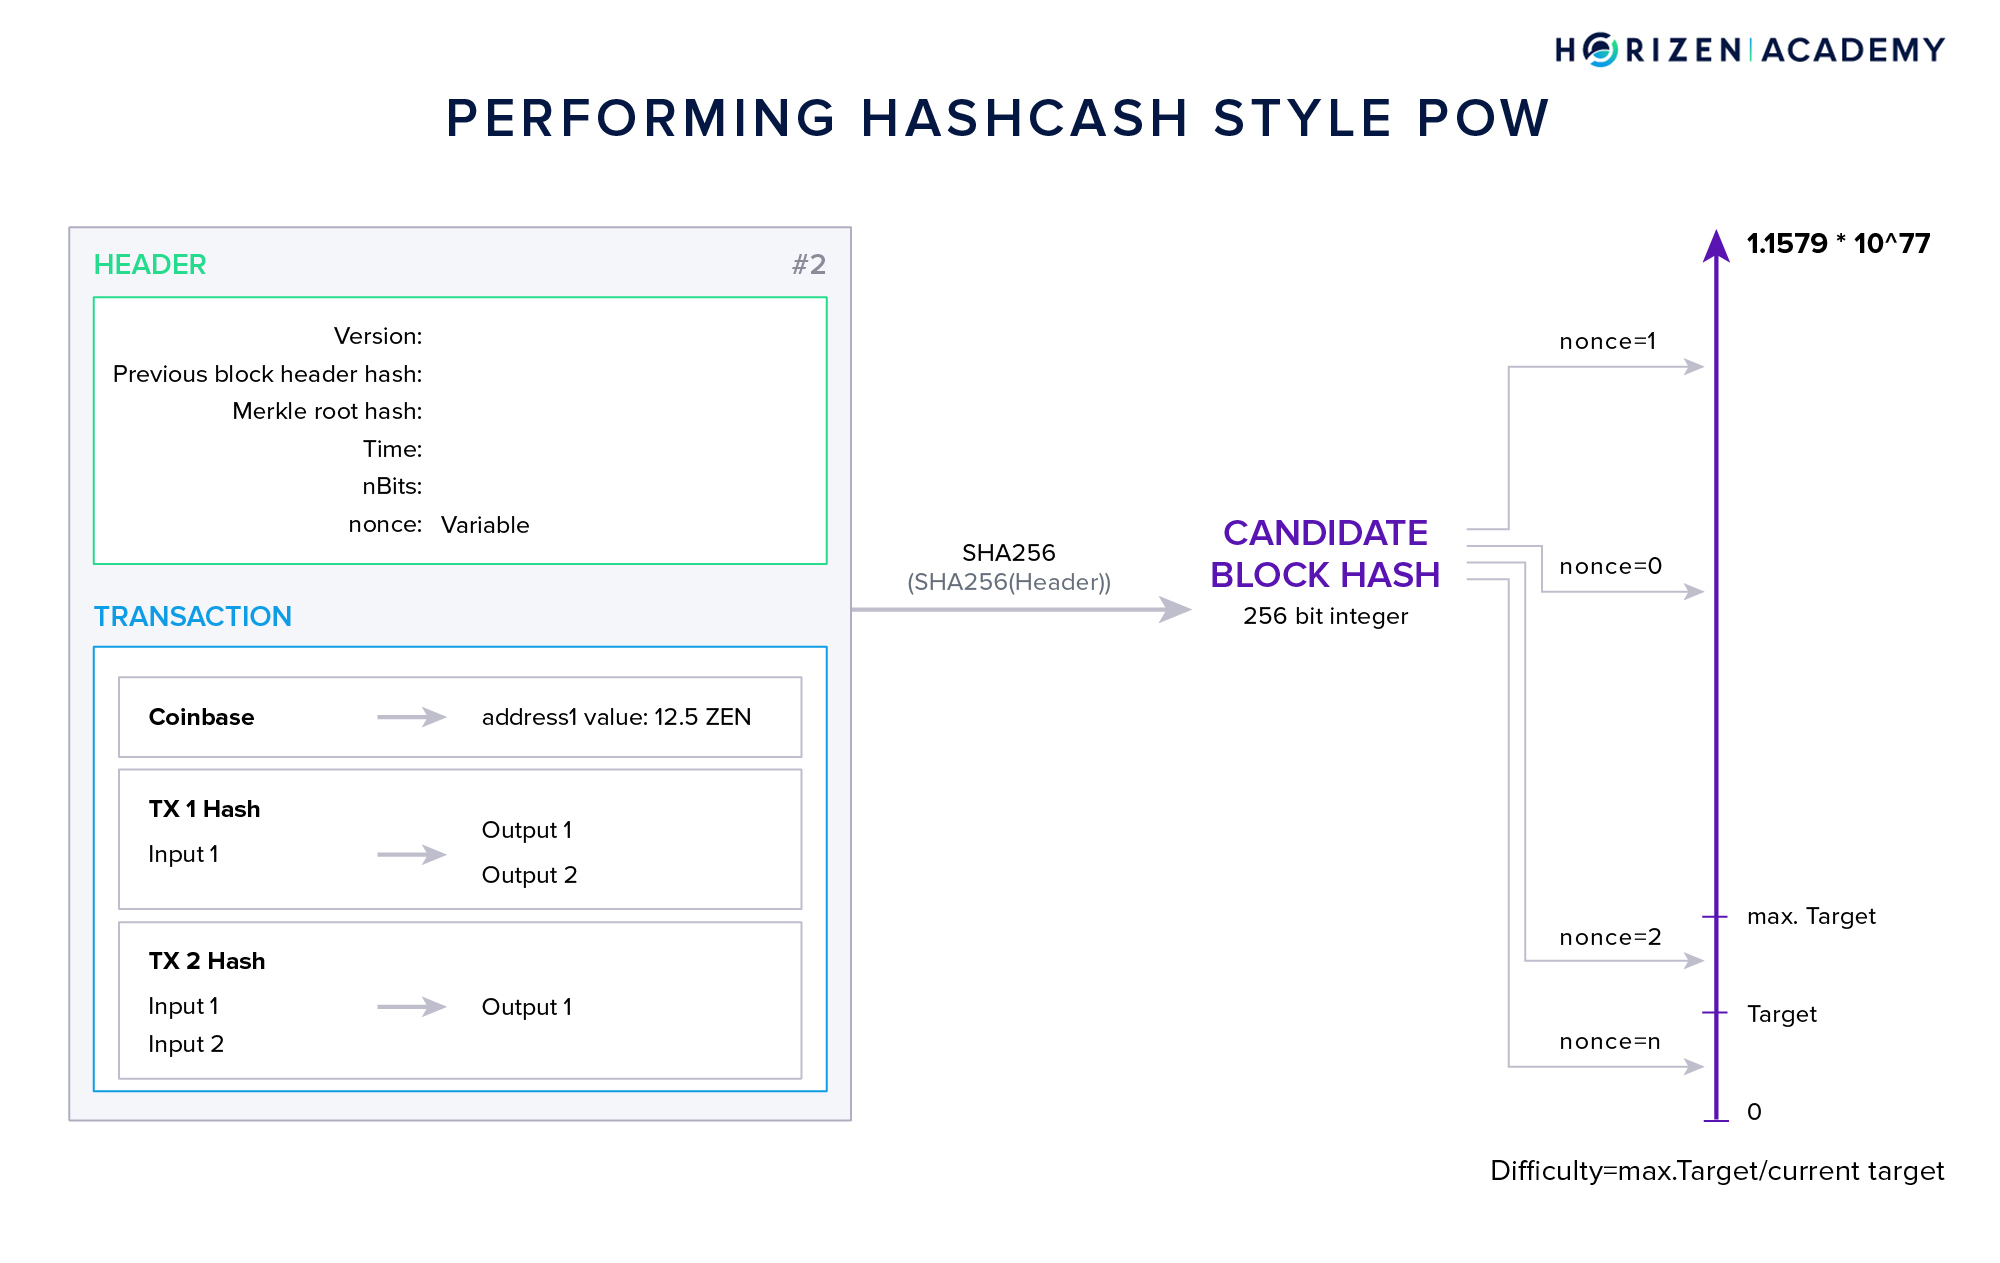 HORIZEN|ACADEMY
PERFORMING HASHCASH STYLE POW
HEADER
#2
Version:
Previous block header hash:
Merkle root hash:
Time:
nBits:
nonce: Variable
TRANSACTION
Coinbase
address1 value: 12.5 ZEN
TX 1 Hash
Input 1
Output 1
Output 2
TX 2 Hash
Input 1
Input 2
Output 1
SHA256
(SHA256(Header))
CANDIDATE
BLOCK HASH
256 bit integer
nonce=1
nonce=0
nonce=2
nonce=n
1.1579 * 10^77
max. Target
Target
0
Difficulty=max.Target/current target